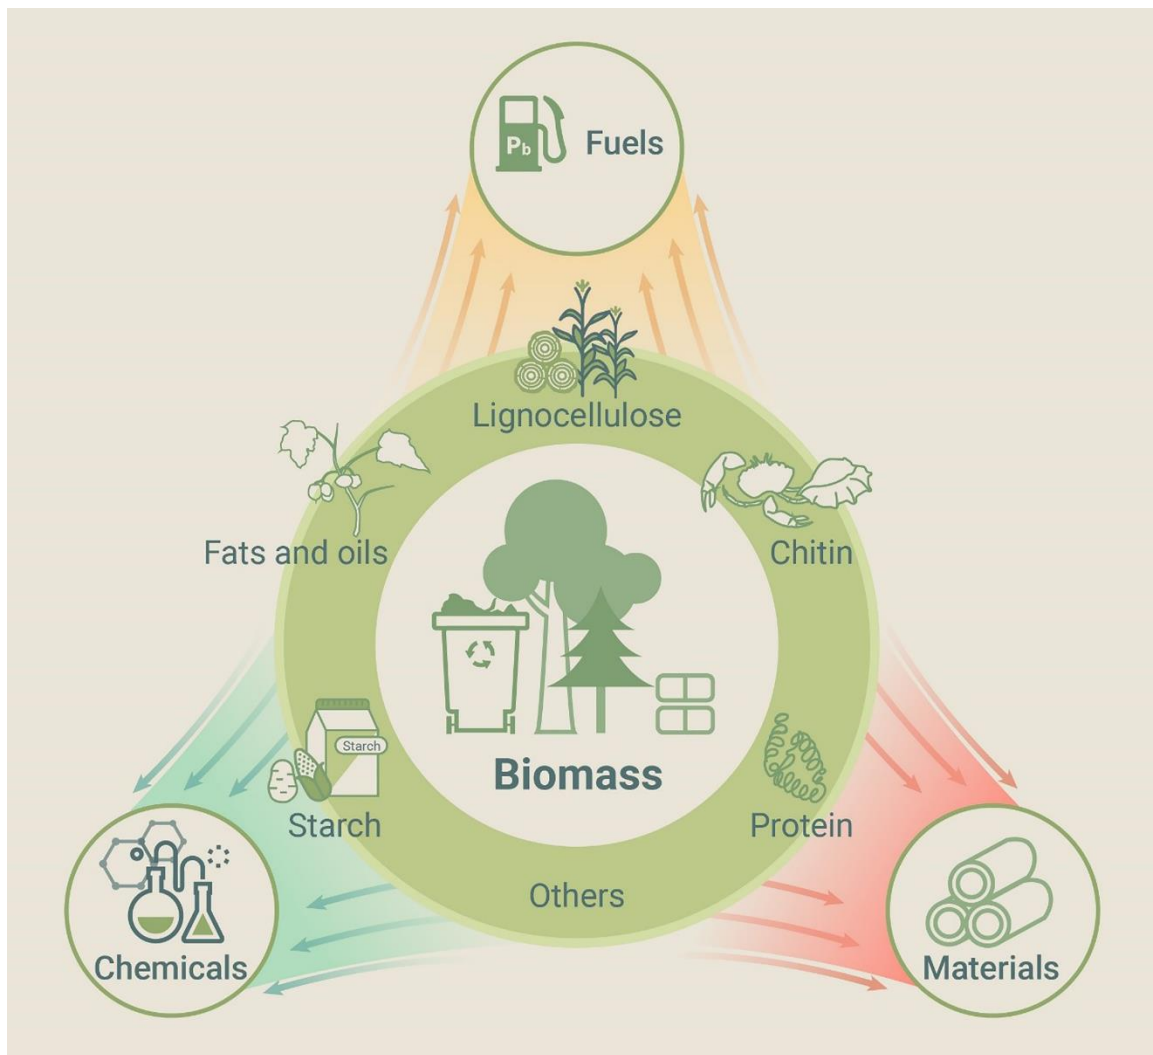 Pb
Fuels
Lignocellulose
Fats and oils
Chitin
Starch
Biomass
Starch
Protein
Others
Chemicals
Materials